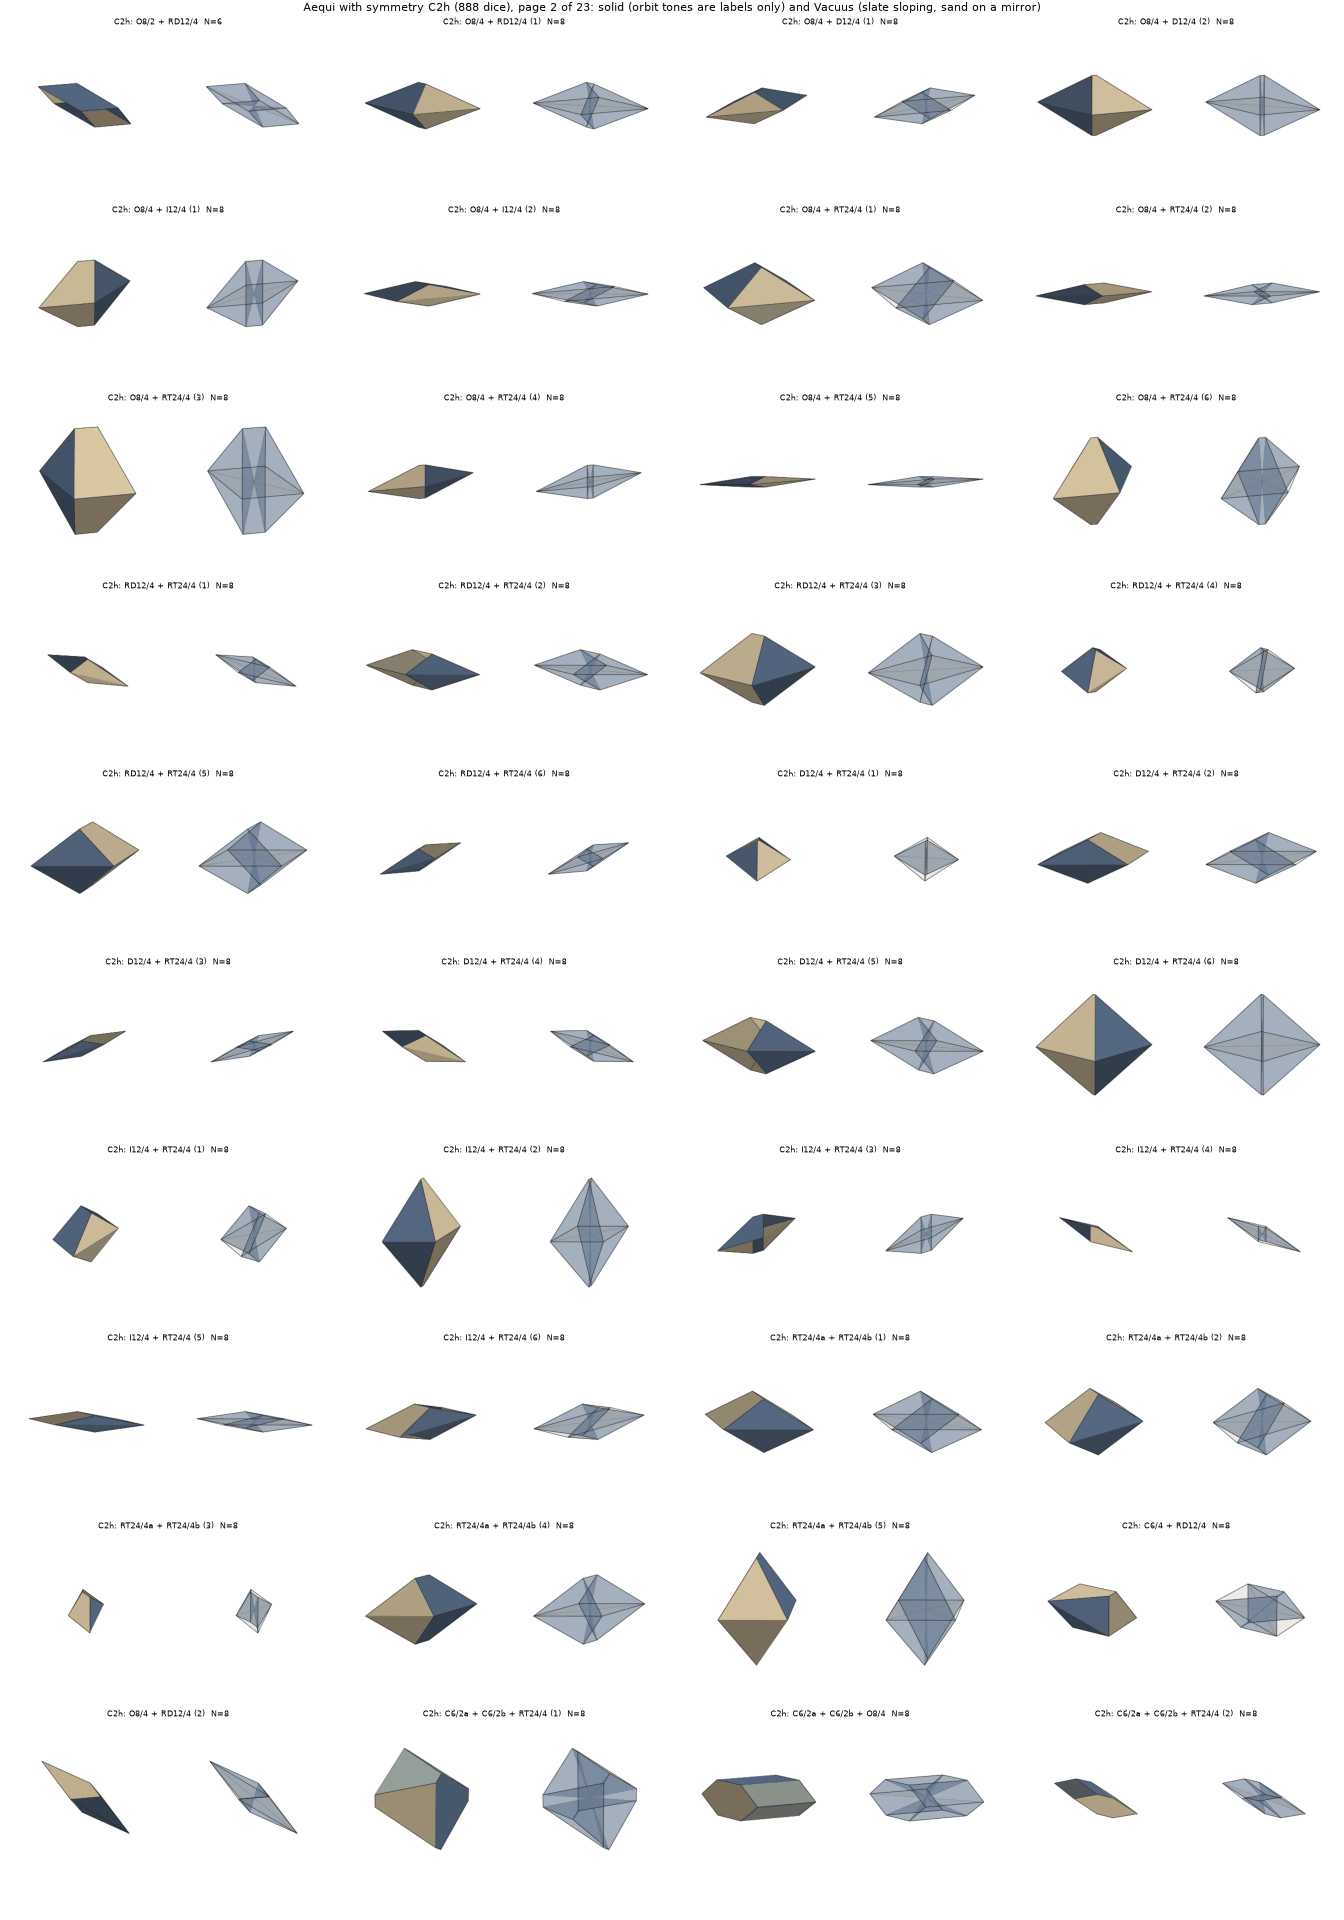 Aequi with symmetry C2h (888 dice), page 2 of 23: solid (orbit tones are labels only) and Vacuus (slate sloping, sand on a mirror)
C2h: O8/2 + RD12/4 N=6
C2h: O8/4 + RD12/4 (1) N=8
C2h: O8/4 + D12/4 (1) N=8
C2h: O8/4 + D12/4 (2) N=8
C2h: O8/4 + I12/4 (1) N=8
C2h: O8/4 + I12/4 (2) N=8
C2h: O8/4 + RT24/4 (1) N=8
C2h: O8/4 + RT24/4 (2) N=8
C2h: O8/4 + RT24/4 (3) N=8
C2h: O8/4 + RT24/4 (4) N=8
C2h: O8/4 + RT24/4 (5) N=8
C2h: O8/4 + RT24/4 (6) N=8
C2h: RD12/4 + RT24/4 (1) N=8
C2h: RD12/4 + RT24/4 (2) N=8
C2h: RD12/4 + RT24/4 (3) N=8
C2h: RD12/4 + RT24/4 (4) N=8
C2h: RD12/4 + RT24/4 (5) N=8
C2h: RD12/4 + RT24/4 (6) N=8
C2h: D12/4 + RT24/4 (1) N=8
C2h: D12/4 + RT24/4 (2) N=8
C2h: D12/4 + RT24/4 (3) N=8
C2h: D12/4 + RT24/4 (4) N=8
C2h: D12/4 + RT24/4 (5) N=8
C2h: D12/4 + RT24/4 (6) N=8
C2h: I12/4 + RT24/4 (1) N=8
C2h: I12/4 + RT24/4 (2) N=8
C2h: I12/4 + RT24/4 (3) N=8
C2h: I12/4 + RT24/4 (4) N=8
C2h: I12/4 + RT24/4 (5) N=8
C2h: I12/4 + RT24/4 (6) N=8
C2h: RT24/4a + RT24/4b (1) N=8
C2h: RT24/4a + RT24/4b (2) N=8
C2h: RT24/4a + RT24/4b (3) N=8
C2h: RT24/4a + RT24/4b (4) N=8
C2h: RT24/4a + RT24/4b (5) N=8
C2h: C6/4 + RD12/4 N=8
C2h: O8/4 + RD12/4 (2) N=8
C2h: C6/2a + C6/2b + RT24/4 (1) N=8
C2h: C6/2a + C6/2b + O8/4 N=8
C2h: C6/2a + C6/2b + RT24/4 (2) N=8